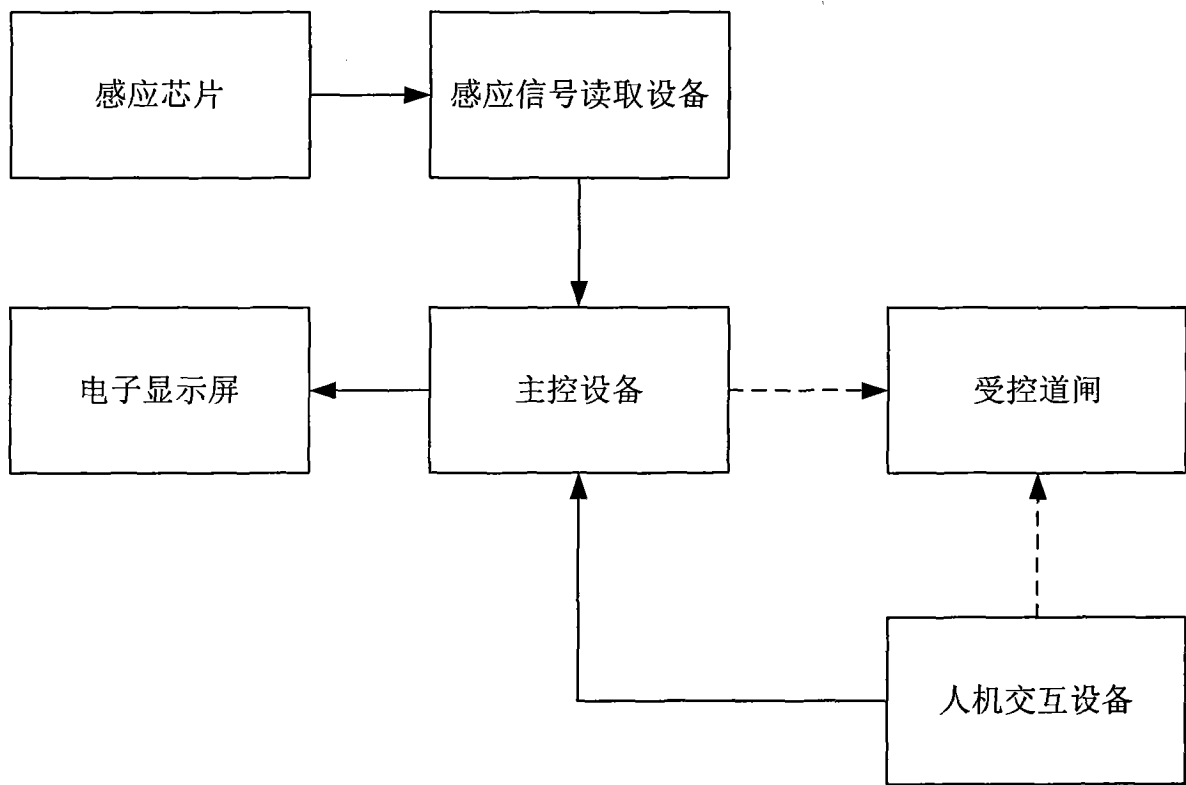 感应芯片
感应信号读取设备
电子显示屏
主控设备
受控道闸
人机交互设备